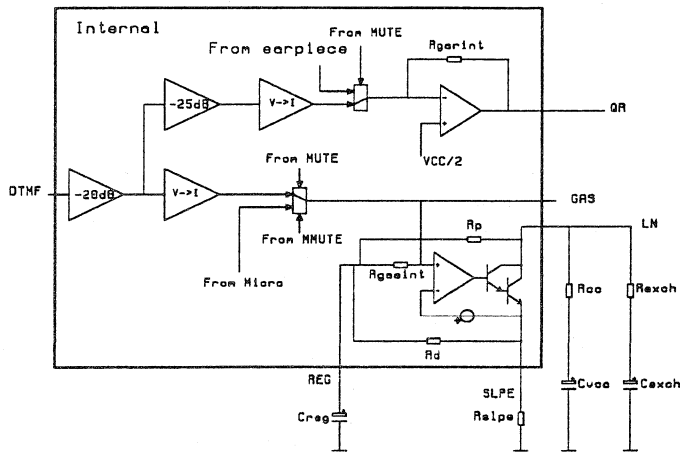 Internal
From MUTE
From earpiece
Rgarint
-25dB
V->I
-
+
VCC/2
QR
DTMF
-20dB
V->I
From MUTE
From MMUTE
From Micro
GAS
LN
Rp
Rgasint
+
-
+
Rd
REG
SLPE
Creg
Rslpe
Rcc
Rexch
Cvcc
Cexch